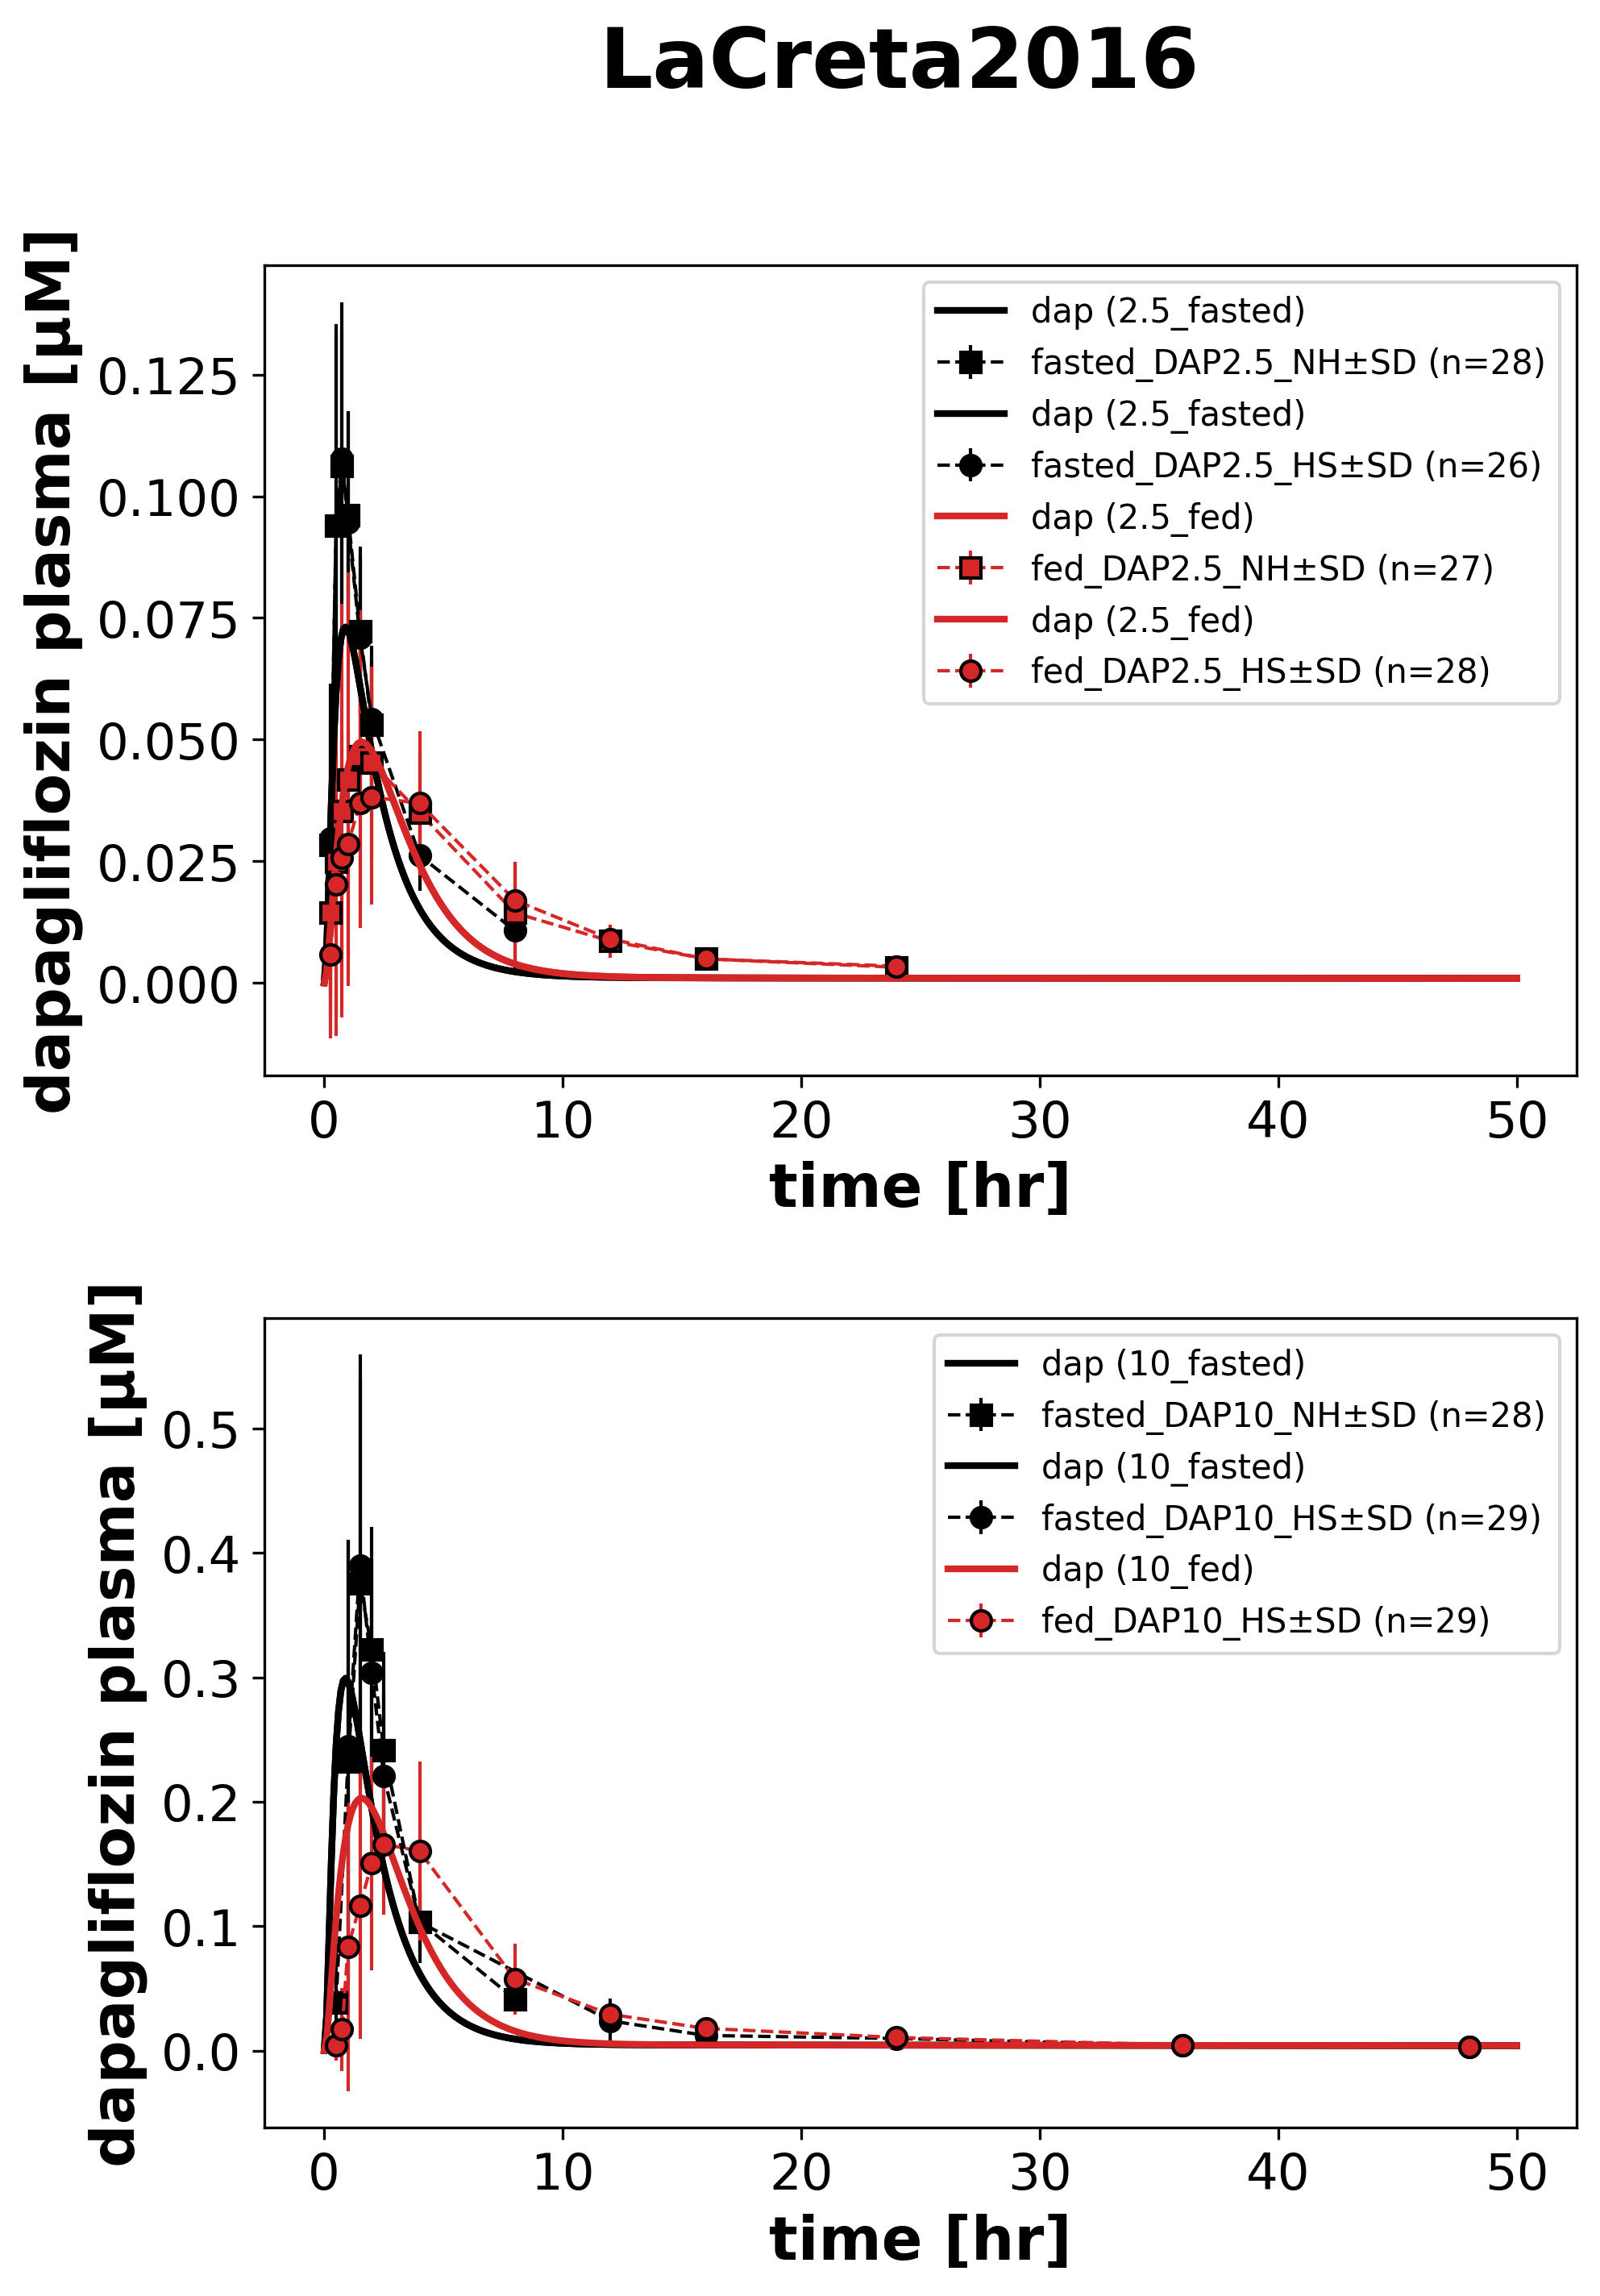 LaCreta2016
dapagliflozin plasma [µM]
0.125
0.100
0.075
0.050
0.025
0.000
dap (2.5_fasted)
fasted_DAP2.5_NH±SD (n=28)
dap (2.5_fasted)
fasted_DAP2.5_HS±SD (n=26)
dap (2.5_fed)
fed_DAP2.5_NH±SD (n=27)
dap (2.5_fed)
fed_DAP2.5_HS±SD (n=28)
0 10 20 30 40 50
time [hr]
dapagliflozin plasma [µM]
0.5
0.4
0.3
0.2
0.1
0.0
dap (10_fasted)
fasted_DAP10_NH±SD (n=28)
dap (10_fasted)
fasted_DAP10_HS±SD (n=29)
dap (10_fed)
fed_DAP10_HS±SD (n=29)
0 10 20 30 40 50
time [hr]